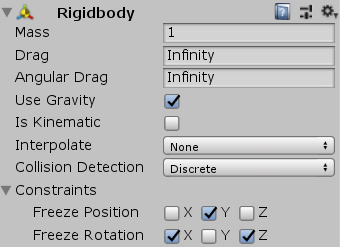 Rigidbody
Mass 1
Drag Infinity
Angular Drag Infinity
Use Gravity
Is Kinematic
Interpolate None
Collision Detection Discrete
Constraints
Freeze Position X Y Z
Freeze Rotation X Y Z